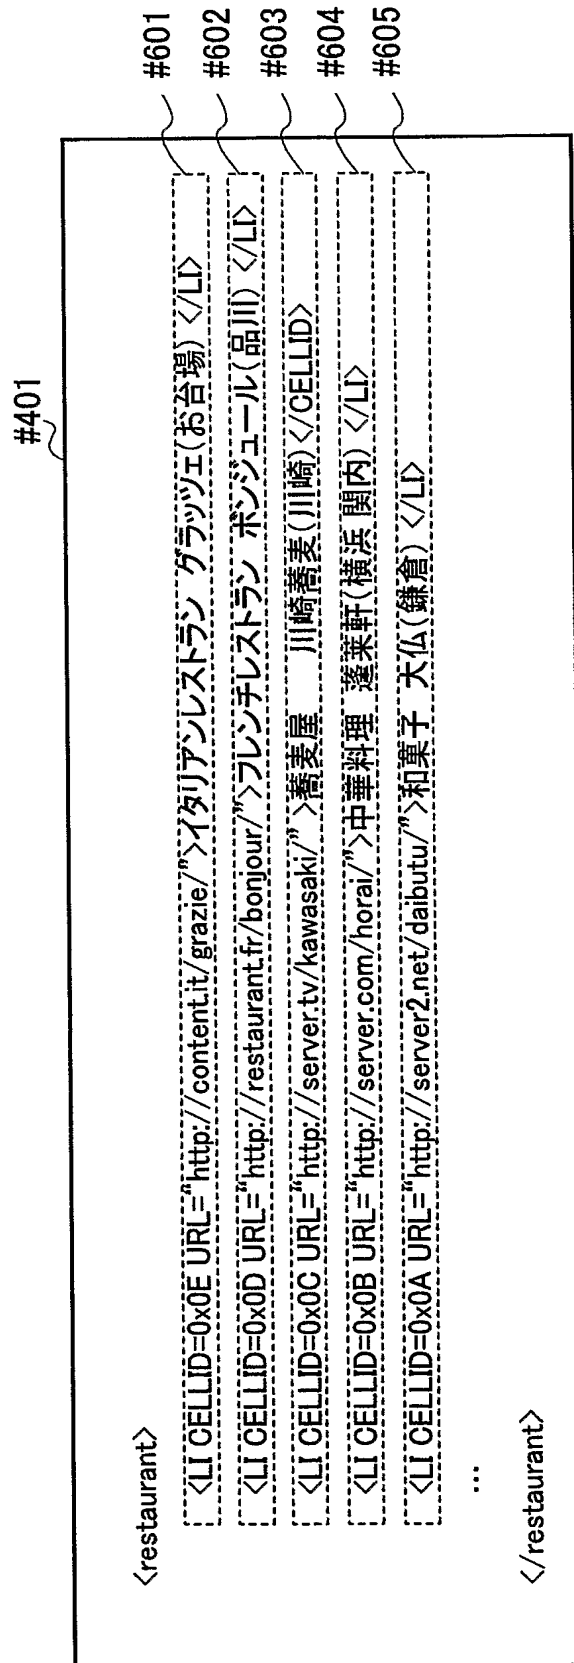 #401
<restaurant>
<LI CELLID=0x0E URL="http://content.it/grazie/">イタリアンレストラン グラッツェ(お台場) </LI>
#601
<LI CELLID=0x0D URL="http://restaurant.fr/bonjour/">フレンチレストラン ボンジュール(品川) </LI>
#602
<LI CELLID=0x0C URL="http://server.tv/kawasaki/" >蕎麦屋 川崎蕎麦(川崎)</CELLID>
#603
<LI CELLID=0x0B URL="http://server.com/horai/">中華料理 蓬莱軒(横浜 関内) </LI>
#604
<LI CELLID=0x0A URL="http://server2.net/daibutu/">和菓子 大仏(鎌倉) </LI>
#605
...
</restaurant>